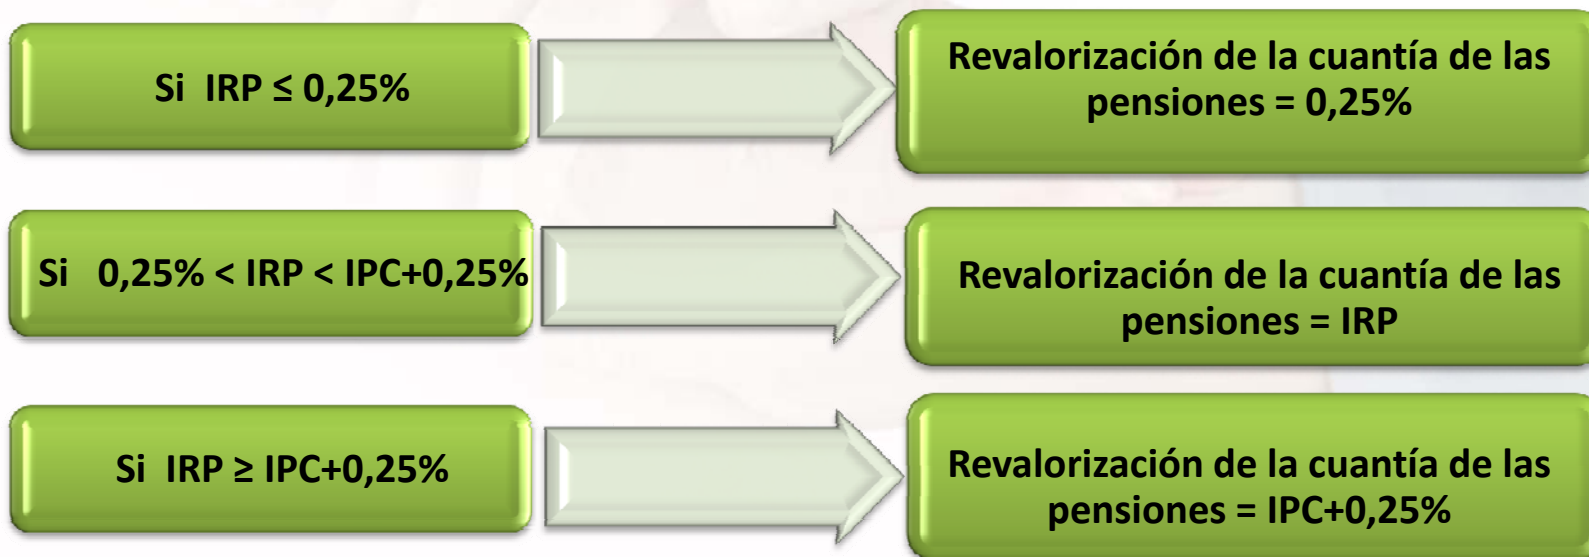 Si IRP ≤ 0,25%
Revalorización de la cuantía de las
pensiones = 0,25%
Si 0,25% < IRP < IPC+0,25%
Revalorización de la cuantía de las
pensiones = IRP
Si IRP ≥ IPC+0,25%
Revalorización de la cuantía de las
pensiones = IPC+0,25%